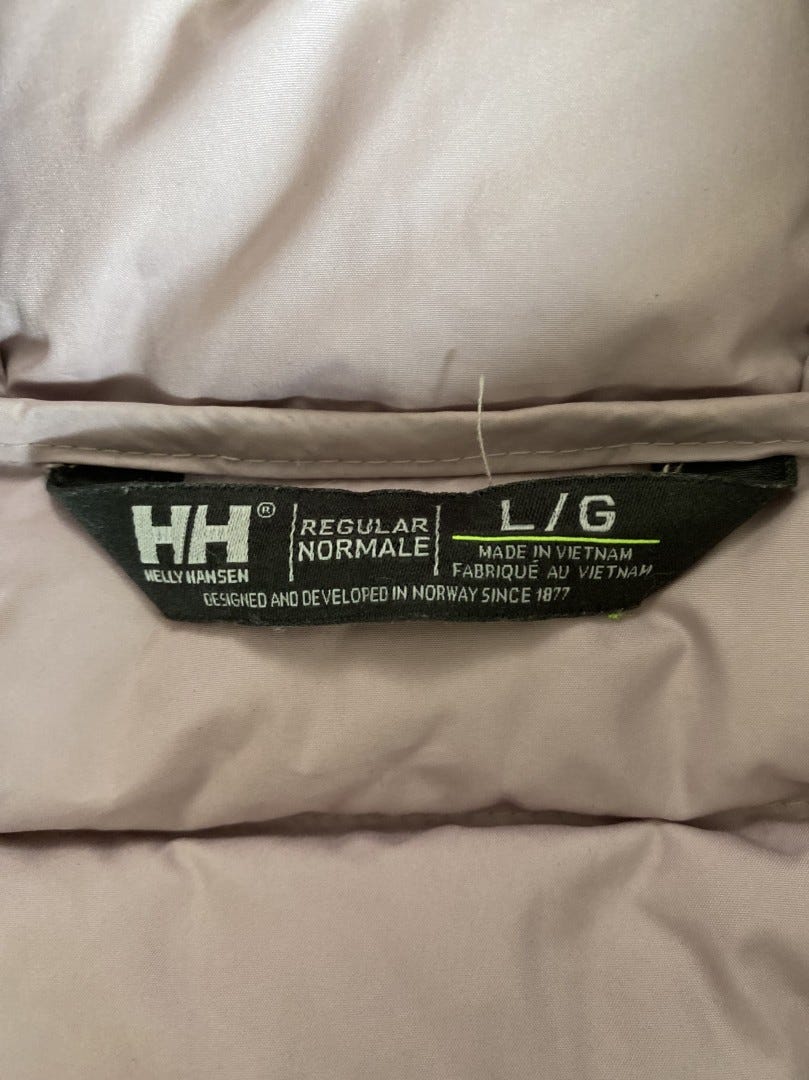 HH®
HELLY HANSEN
REGULAR
NORMALE
L/G
MADE IN VIETNAM
FABRIQUÉ AU VIETNAM
DESIGNED AND DEVELOPED IN NORWAY SINCE 1877